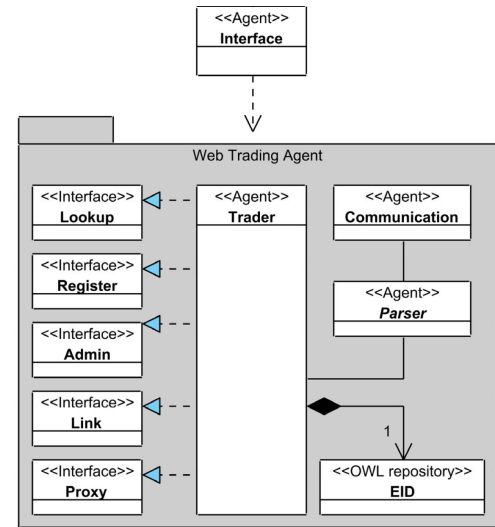 <<Agent>>
Interface
Web Trading Agent
<<Interface>>
Lookup
<<Interface>>
Register
<<Interface>>
Admin
<<Interface>>
Link
<<Interface>>
Proxy
<<Agent>>
Trader
<<Agent>>
Communication
<<Agent>>
Parser
1
<<OWL repository>>
EID